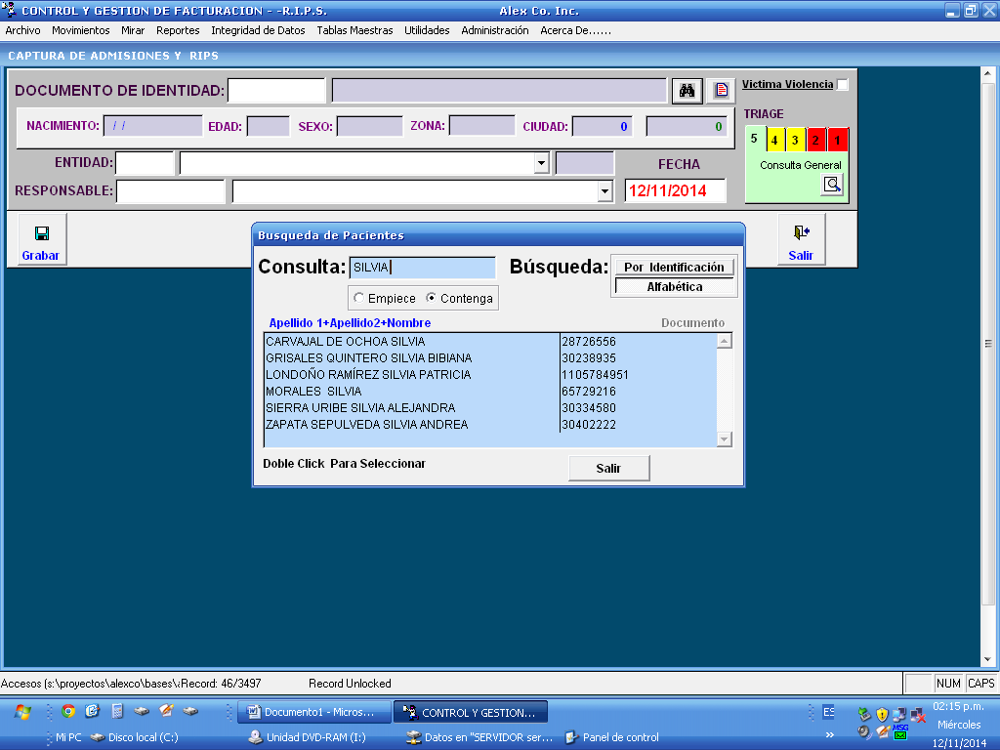 CONTROL Y GESTION DE FACTURACION - -R.I.P.S. Alex Co. Inc.
Archivo Movimientos Mirar Reportes Integridad de Datos Tablas Maestras Utilidades Administración Acerca De......
CAPTURA DE ADMISIONES Y RIPS
DOCUMENTO DE IDENTIDAD: Victima Violencia
NACIMIENTO: / / EDAD: SEXO: ZONA: CIUDAD: 0 0
TRIAGE
5 4 3 2 1
Consulta General
ENTIDAD: FECHA
RESPONSABLE: 12/11/2014
Grabar
Salir
Busqueda de Pacientes
Consulta: SILVIA Búsqueda: Por Identificación
Alfabética
Empiece Contenga
Apellido 1+Apellido2+Nombre Documento
CARVAJAL DE OCHOA SILVIA 28726556
GRISALES QUINTERO SILVIA BIBIANA 30238935
LONDOÑO RAMÍREZ SILVIA PATRICIA 1105784951
MORALES SILVIA 65729216
SIERRA URIBE SILVIA ALEJANDRA 30334580
ZAPATA SEPULVEDA SILVIA ANDREA 30402222
Doble Click Para Seleccionar Salir
Accesos (s:\proyectos\alexco\bases\aRecord: 46/3497 Record Unlocked NUM CAPS
Documento1 - Micros... CONTROL Y GESTION... ES 02:15 p.m.
Miércoles
Mi PC Disco local (C:) Unidad DVD-RAM (I:) Datos en "SERVIDOR ser... Panel de control » MSG 12/11/2014